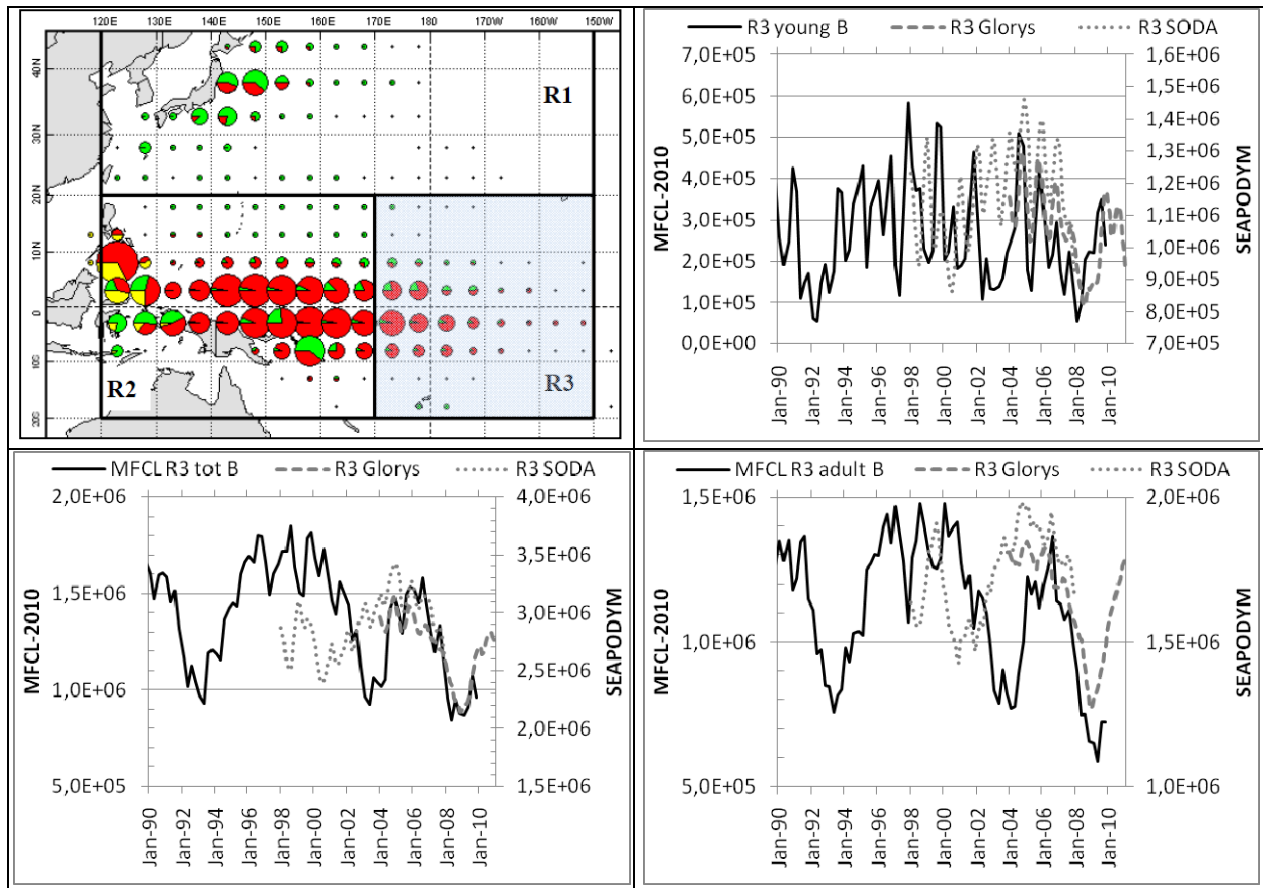 120E 130E 140E 150E 160E 170E 180 170W 160W 150W
40N
30N
20N
10N
0
100
200
R1
R2
R3
R3 young B R3 Glorys R3 SODA
7,0E+05
6,0E+05
5,0E+05
4,0E+05
3,0E+05
2,0E+05
1,0E+05
0,0E+00
MFCL-2010
1,6E+06
1,5E+06
1,4E+06
1,3E+06
1,2E+06
1,1E+06
1,0E+06
9,0E+05
8,0E+05
7,0E+05
SEAPODYM
Jan-90 Jan-92 Jan-94 Jan-96 Jan-98 Jan-00 Jan-02 Jan-04 Jan-06 Jan-08 Jan-10
MFCL R3 tot B R3 Glorys R3 SODA
2,0E+06
1,5E+06
1,0E+06
5,0E+05
MFCL-2010
4,0E+06
3,5E+06
3,0E+06
2,5E+06
2,0E+06
1,5E+06
SEAPODYM
Jan-90 Jan-92 Jan-94 Jan-96 Jan-98 Jan-00 Jan-02 Jan-04 Jan-06 Jan-08 Jan-10
MFCL R3 adult B R3 Glorys R3 SODA
1,5E+06
1,0E+06
5,0E+05
MFCL-2010
2,0E+06
1,5E+06
1,0E+06
SEAPODYM
Jan-90 Jan-92 Jan-94 Jan-96 Jan-98 Jan-00 Jan-02 Jan-04 Jan-06 Jan-08 Jan-10